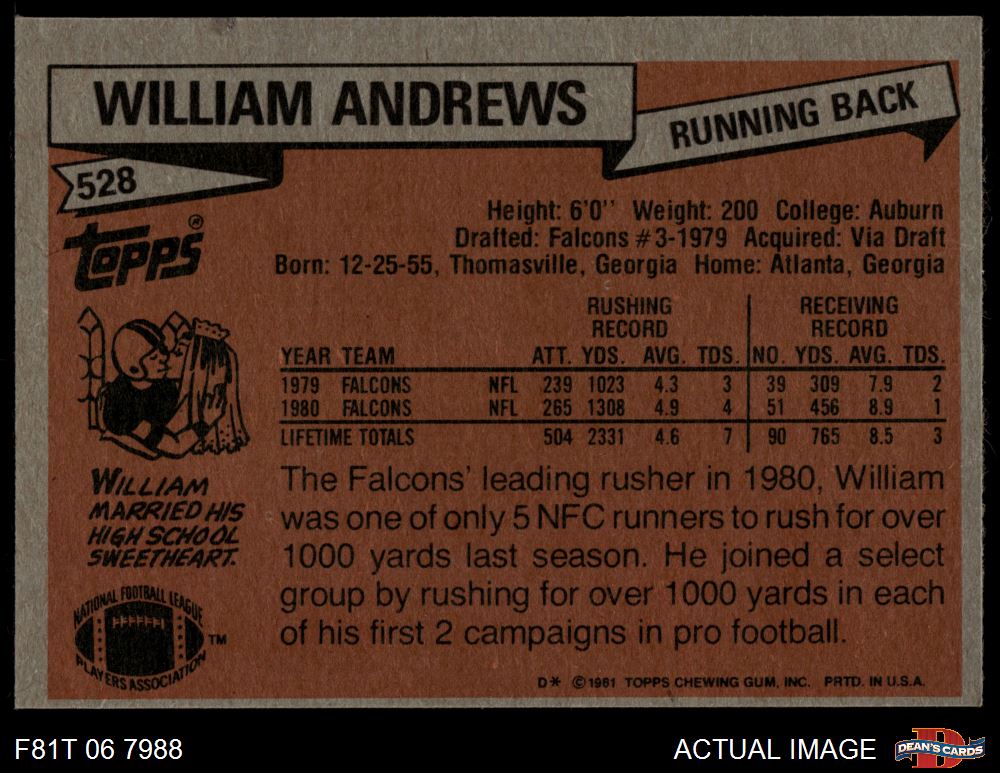 WILLIAM ANDREWS
RUNNING BACK
528
TOPPS®
Height: 6'0'' Weight: 200 College: Auburn
Drafted: Falcons #3-1979 Acquired: Via Draft
Born: 12-25-55, Thomasville, Georgia Home: Atlanta, Georgia
RUSHING RECORD RECEIVING RECORD
YEAR TEAM ATT. YDS. AVG. TDS. NO. YDS. AVG. TDS.
1979 FALCONS NFL 239 1023 4.3 3 39 309 7.9 2
1980 FALCONS NFL 265 1308 4.9 4 51 456 8.9 1
LIFETIME TOTALS 504 2331 4.6 7 90 765 8.5 3
WILLIAM
MARRIED HIS
HIGH SCHOOL
SWEETHEART.
The Falcons' leading rusher in 1980, William
was one of only 5 NFC runners to rush for over
1000 yards last season. He joined a select
group by rushing for over 1000 yards in each
of his first 2 campaigns in pro football.
NATIONAL FOOTBALL LEAGUE
PLAYERS ASSOCIATION
TM
D* ©1981 TOPPS CHEWING GUM, INC. PRTD. IN U.S.A.
F81T 06 7988
ACTUAL IMAGE
DEAN'S CARDS